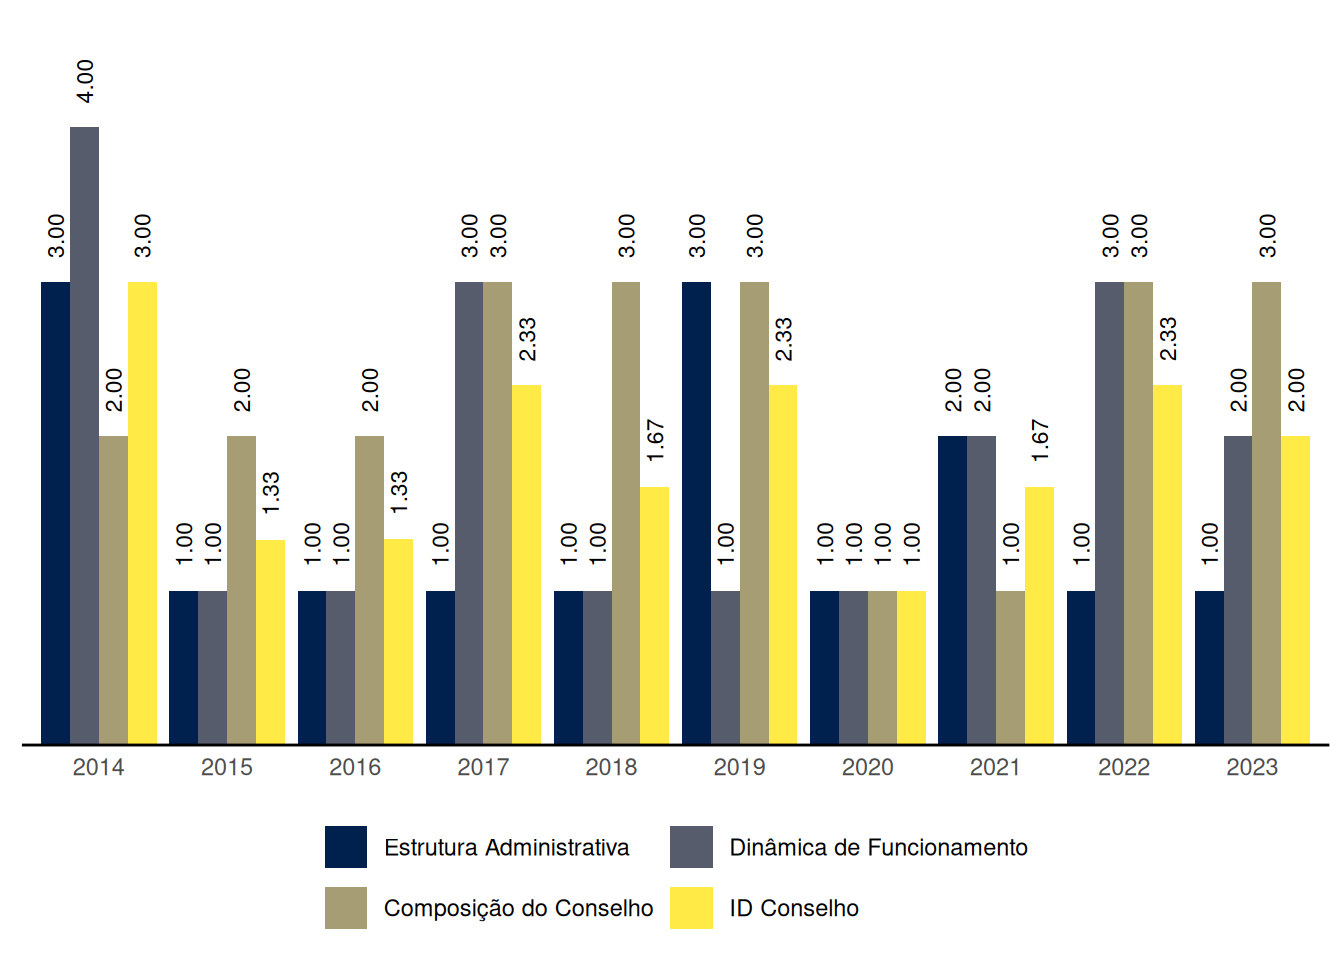 3.00 4.00 2.00 3.00
1.00 1.00 2.00 1.33
1.00 1.00 2.00 1.33
1.00 3.00 3.00 2.33
1.00 1.00 3.00 1.67
3.00 1.00 3.00 2.33
1.00 1.00 1.00 1.00
2.00 2.00 1.00 1.67
1.00 3.00 3.00 2.33
1.00 2.00 3.00 2.00
2014 2015 2016 2017 2018 2019 2020 2021 2022 2023
Estrutura Administrativa Dinâmica de Funcionamento
Composição do Conselho ID Conselho